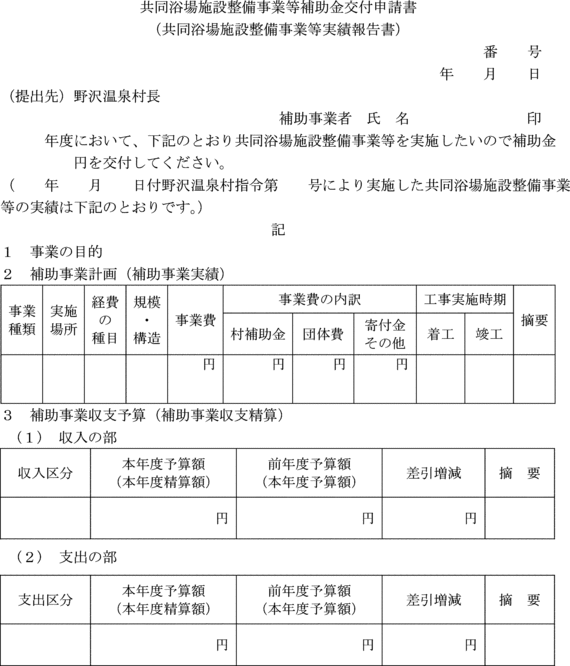 共同浴場施設整備事業等補助金交付申請書
（共同浴場施設整備事業等実績報告書）
番　　号
年　　月　　日
（提出先）野沢温泉村長
補助事業者　氏　名　　　　　　　　印
年度において、下記のとおり共同浴場施設整備事業等を実施したいので補助金
円を交付してください。
（　　年　　月　　日付野沢温泉村指令第　　号により実施した共同浴場施設整備事業
等の実績は下記のとおりです。）
記
１　事業の目的
２　補助事業計画（補助事業実績）
事業種類　実施場所　経費の種目　規模・構造　事業費　事業費の内訳　工事実施時期　摘要
村補助金　団体費　寄付金その他　着工　竣工
円　円　円　円
３　補助事業収支予算（補助事業収支精算）
（１）　収入の部
収入区分　本年度予算額（本年度精算額）　前年度予算額（本年度予算額）　差引増減　摘　要
円　円　円
（２）　支出の部
支出区分　本年度予算額（本年度精算額）　前年度予算額（本年度予算額）　差引増減　摘　要
円　円　円